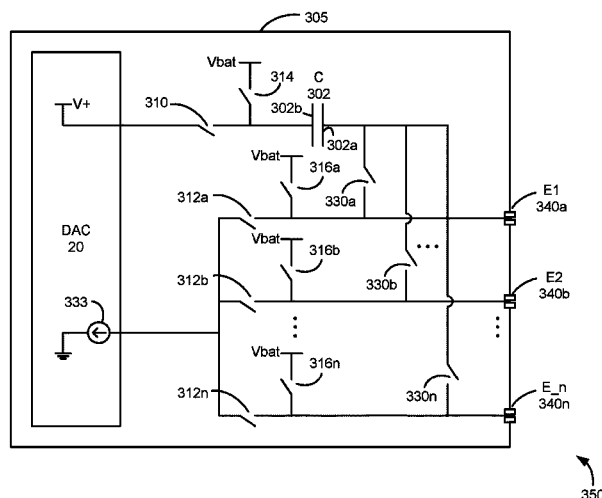 305
Vbat
314
C
302
302b
302a
V+
310
Vbat
316a
330a
312a
E1
340a
DAC
20
Vbat
316b
312b
330b
E2
340b
333
Vbat
316n
312n
330n
E_n
340n
350